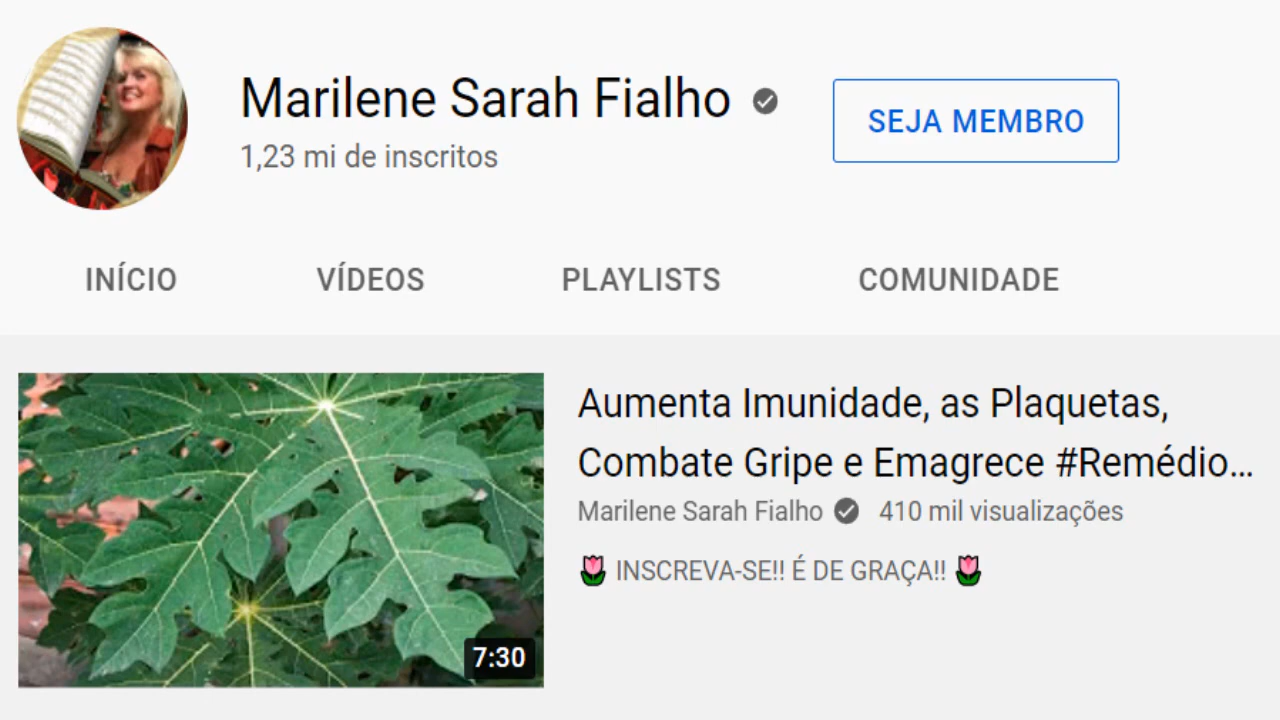 Marilene Sarah Fialho
1,23 mi de inscritos
SEJA MEMBRO
INÍCIO VÍDEOS PLAYLISTS COMUNIDADE
Aumenta Imunidade, as Plaquetas,
Combate Gripe e Emagrece #Remédio...
Marilene Sarah Fialho 410 mil visualizações
🌷 INSCREVA-SE!! É DE GRAÇA!! 🌷
7:30